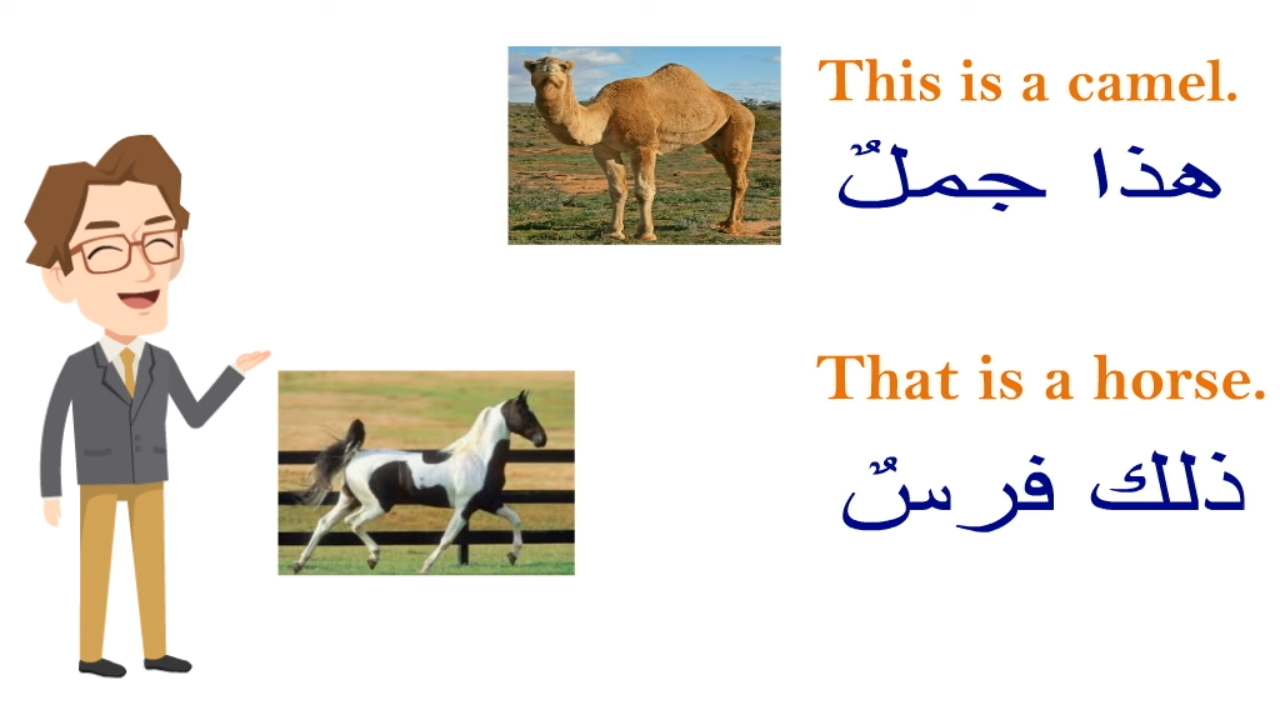 This is a camel.
هذا جملٌ
That is a horse.
ذلك فرسٌ